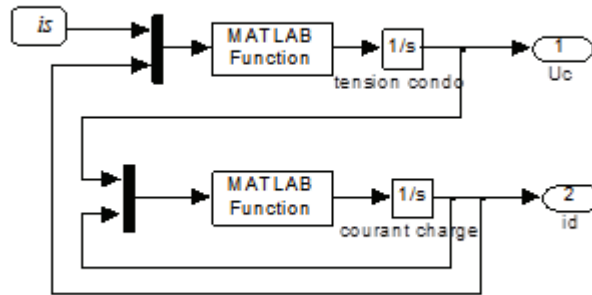 is
MATLAB
Function
1/s
tension condo
1
Uc
MATLAB
Function
1/s
courant charge
2
id